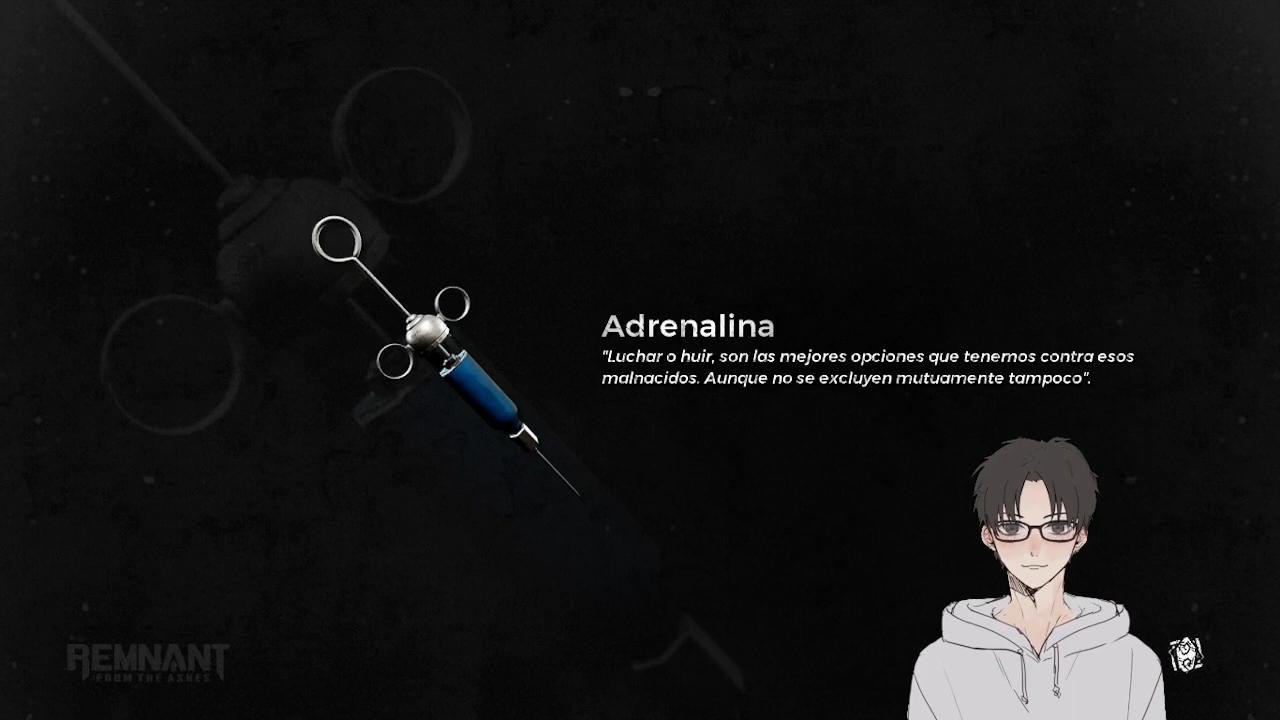 Adrenalina
"Luchar o huir, son las mejores opciones que tenemos contra esos
malnacidos. Aunque no se excluyen mutuamente tampoco".
REMNANT
FROM THE ASHES